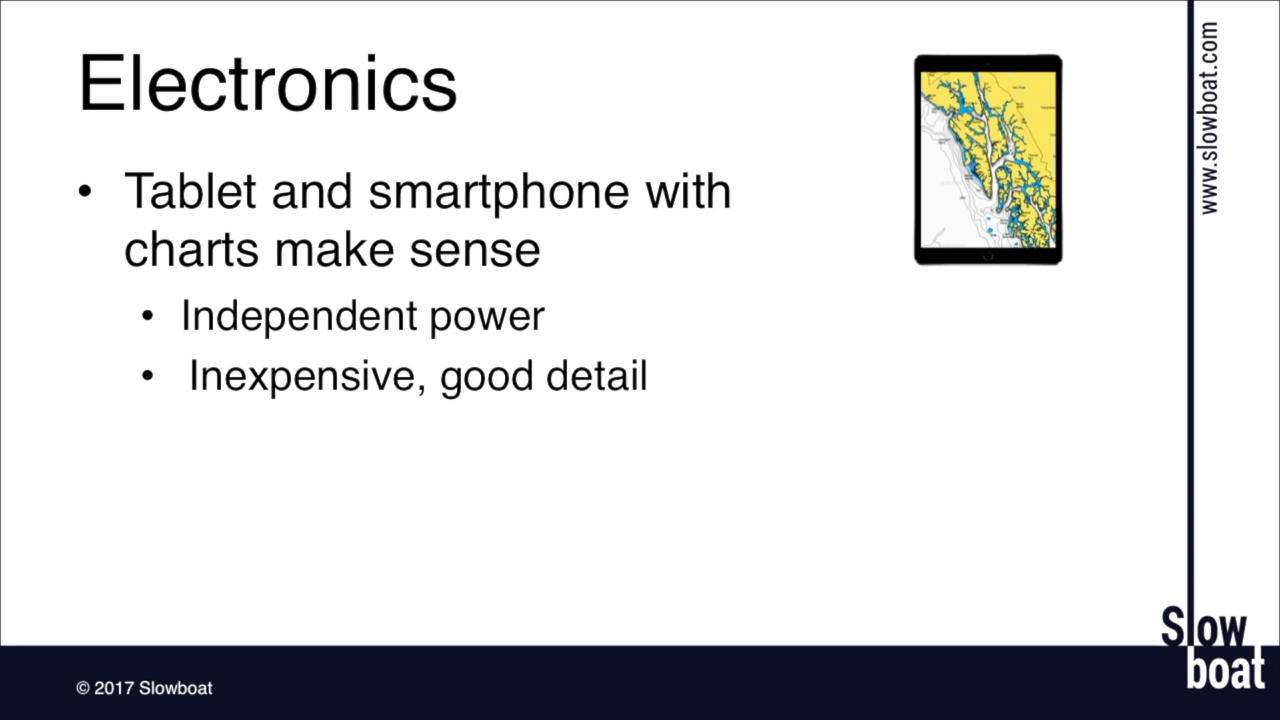 Electronics
• Tablet and smartphone with
charts make sense
• Independent power
• Inexpensive, good detail
www.slowboat.com
Slow
boat
© 2017 Slowboat